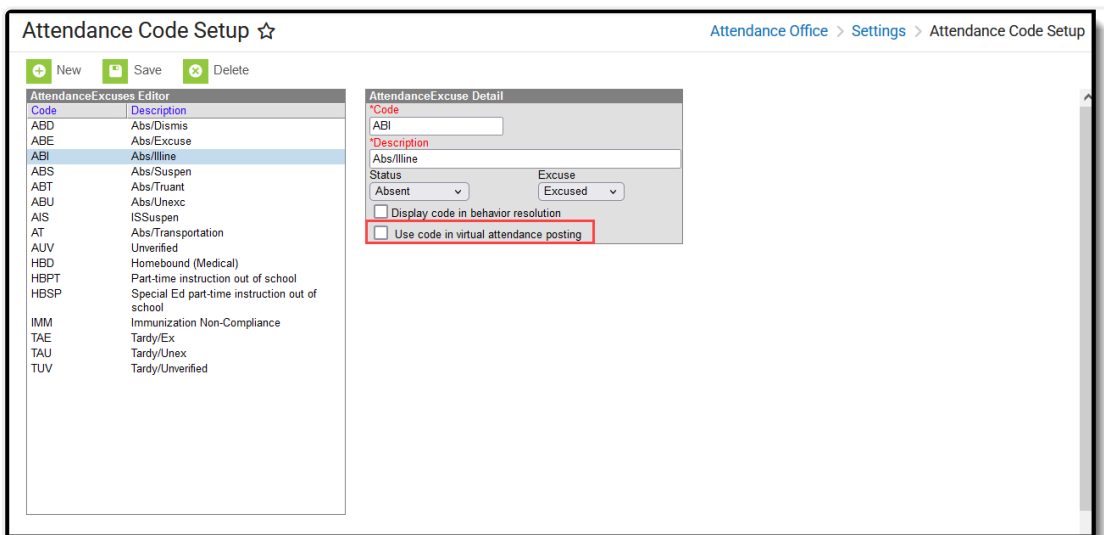 Attendance Code Setup ☆
Attendance Office > Settings > Attendance Code Setup
New Save Delete
AttendanceExcuses Editor
Code Description
ABD Abs/Dismis
ABE Abs/Excuse
ABI Abs/Illine
ABS Abs/Suspen
ABT Abs/Truant
ABU Abs/Unexc
AIS ISSuspen
AT Abs/Transportation
AUV Unverified
HBD Homebound (Medical)
HBPT Part-time instruction out of school
HBSP Special Ed part-time instruction out of
school
IMM Immunization Non-Compliance
TAE Tardy/Ex
TAU Tardy/Unex
TUV Tardy/Unverified
AttendanceExcuse Detail
*Code
ABI
*Description
Abs/Illine
Status Excuse
Absent Excused
Display code in behavior resolution
Use code in virtual attendance posting